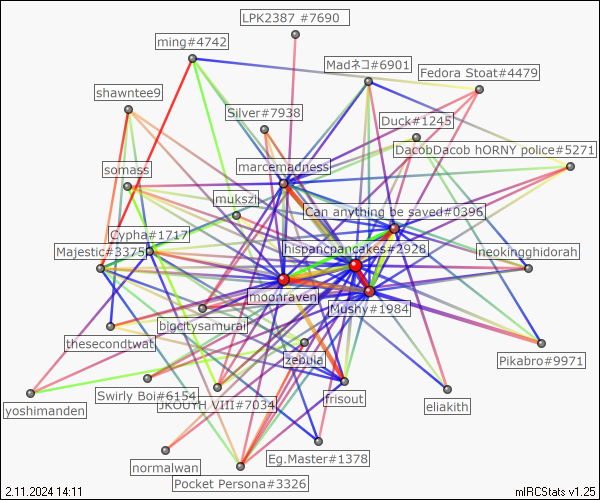 LPK2387 #7690
ming#4742
Madネコ#6901
Fedora Stoat#4479
shawntee9
Silver#7938
Duck#1245
DacobDacob hORNY police#5271
marcemadness
somass
mukszi
Can anything be saved#0396
Cypha#1717
hispanicpancakes#2928
Majestic#3375
neokingghidorah
moonraven
Mushy#1984
bigcitysamurai
thesecondtwat
zebula
Pikabro#9971
Swirly Boi#6154
JKOUYH VIII#7034
frisout
yoshimanden
eliakith
Eg.Master#1378
normalwan
Pocket Persona#3326
2.11.2024 14:11
mIRCStats v1.25